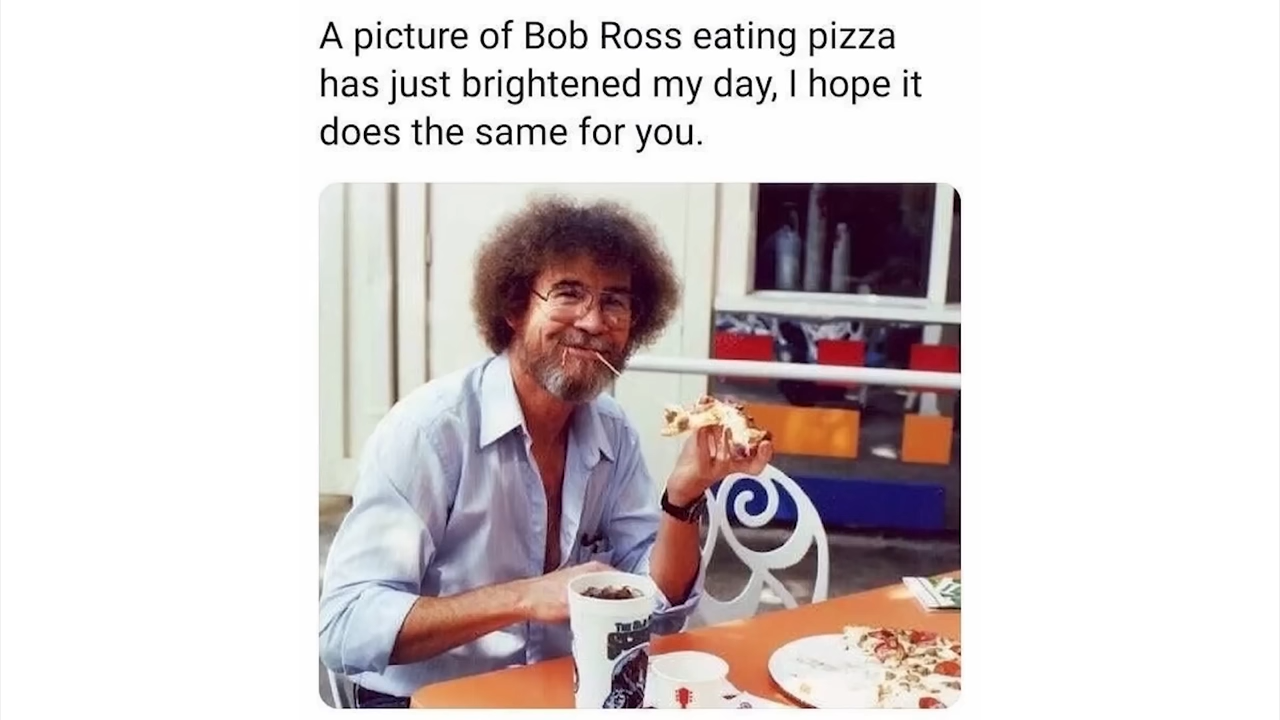 A picture of Bob Ross eating pizza
has just brightened my day, I hope it
does the same for you.